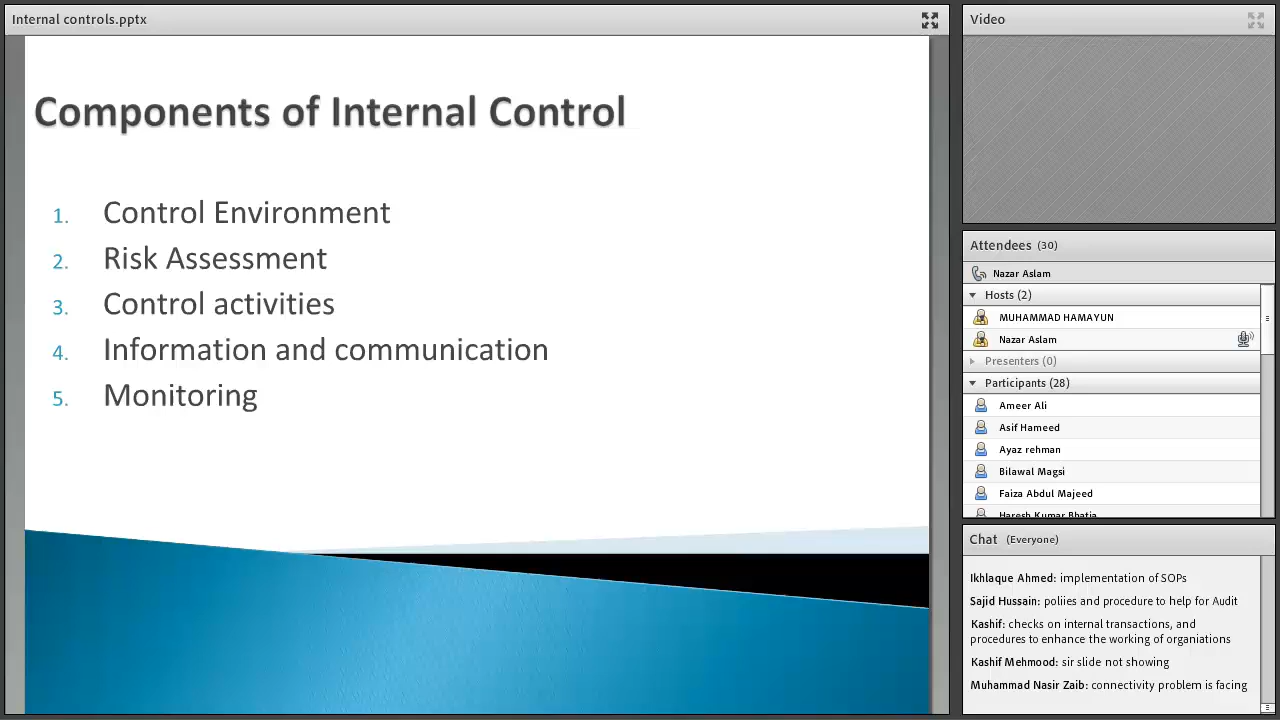 Internal controls.pptx
Components of Internal Control
1. Control Environment
2. Risk Assessment
3. Control activities
4. Information and communication
5. Monitoring
Video
Attendees (30)
Nazar Aslam
Hosts (2)
MUHAMMAD HAMAYUN
Nazar Aslam
Presenters (0)
Participants (28)
Ameer Ali
Asif Hameed
Ayaz rehman
Bilawal Magsi
Faiza Abdul Majeed
Haresh Kumar Bhatia
Chat (Everyone)
Ikhlaque Ahmed: implementation of SOPs
Sajid Hussain: poliies and procedure to help for Audit
Kashif: checks on internal transactions, and
procedures to enhance the working of organiations
Kashif Mehmood: sir slide not showing
Muhammad Nasir Zaib: connectivity problem is facing